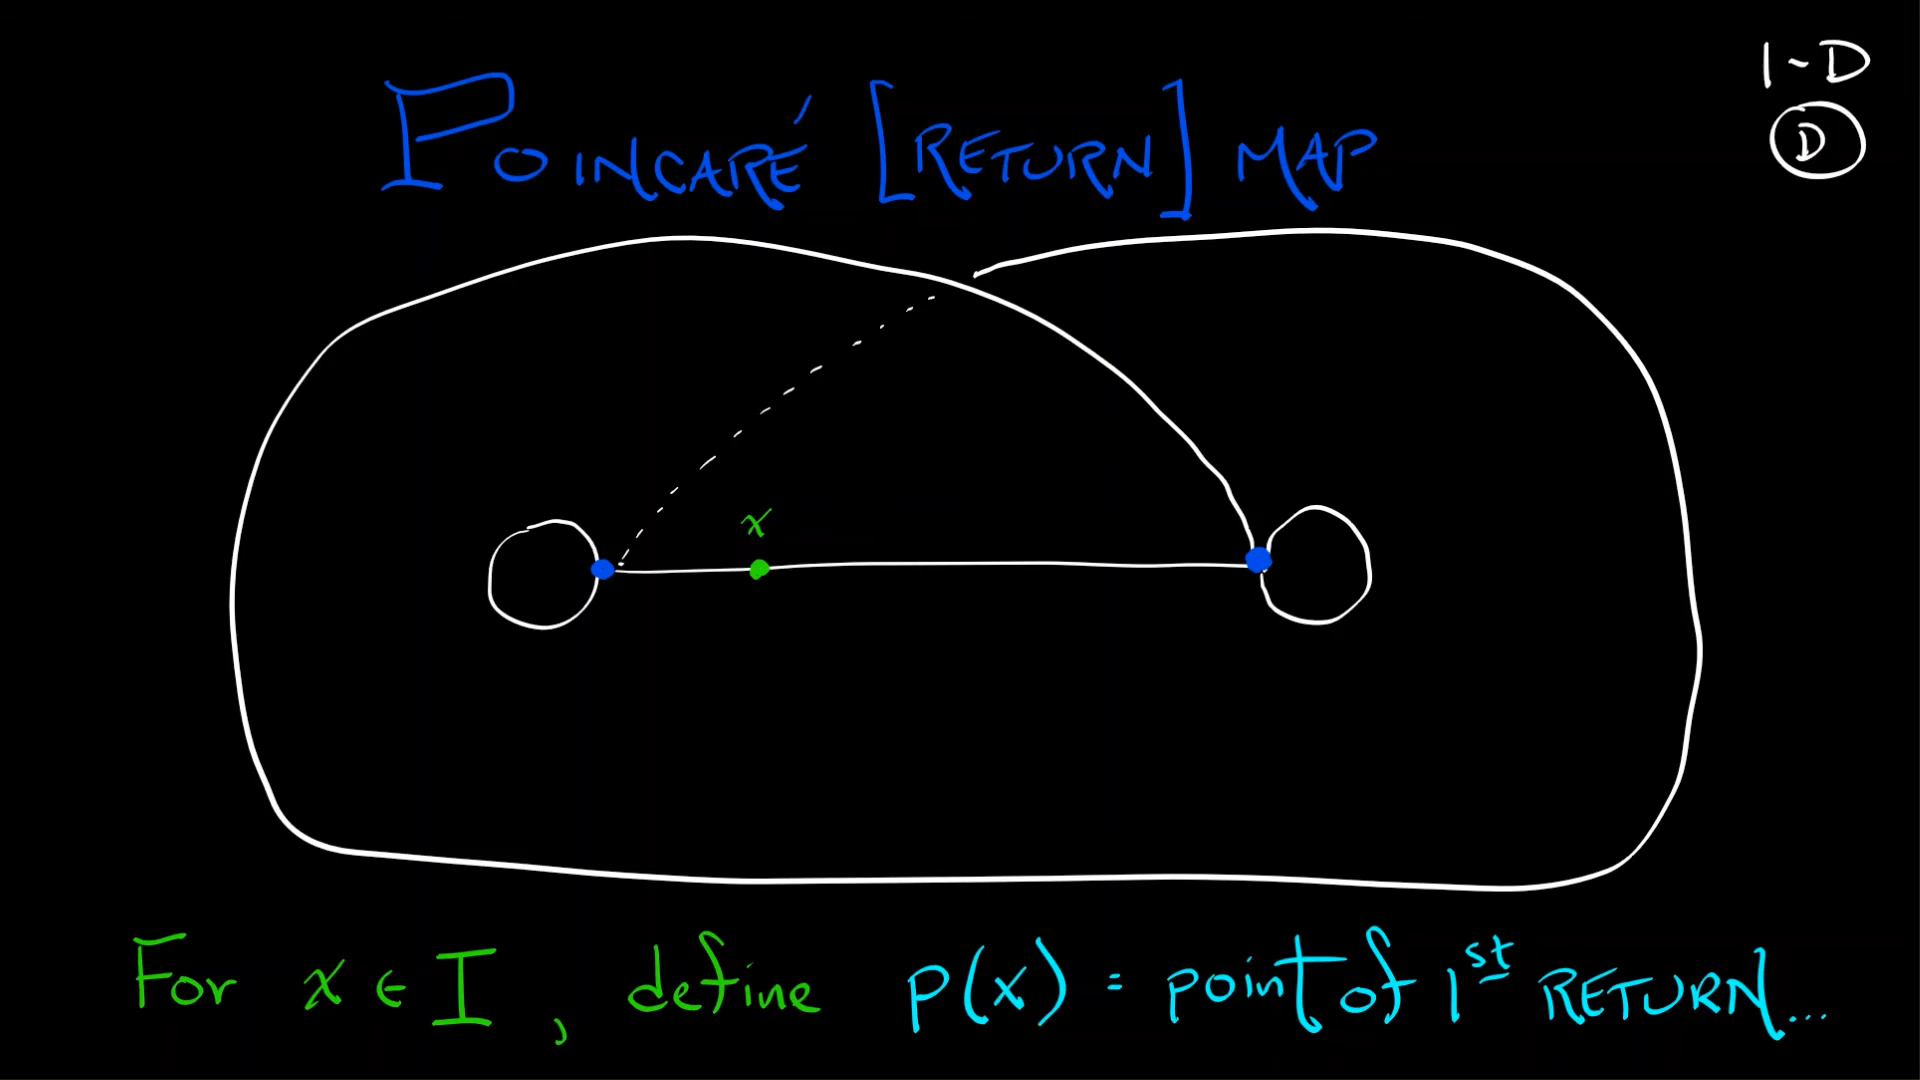 1-D
D
POINCARÉ [RETURN] MAP
x
For x ∈ I, define P(x) = point of 1st RETURN...